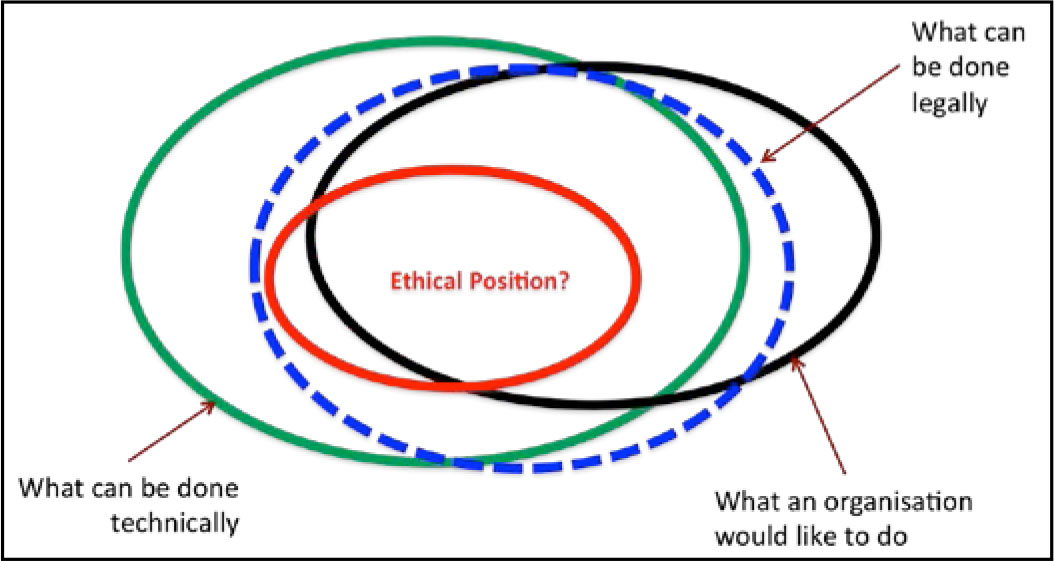 What can
be done
legally
Ethical Position?
What can be done
technically
What an organisation
would like to do